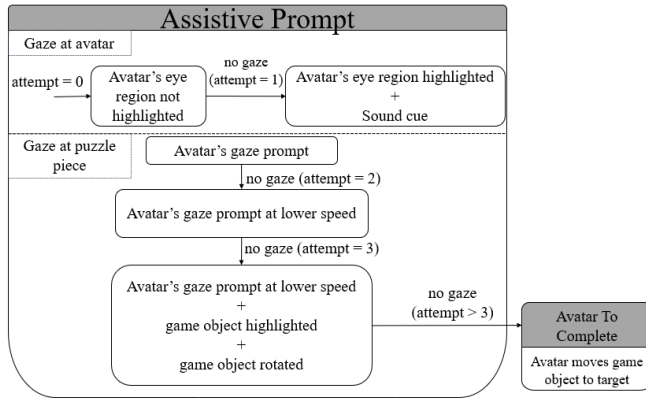 Assistive Prompt
Gaze at avatar
attempt = 0
Avatar's eye
region not
highlighted
no gaze
(attempt = 1)
Avatar's eye region highlighted
+
Sound cue
Gaze at puzzle
piece
Avatar's gaze prompt
no gaze (attempt = 2)
Avatar's gaze prompt at lower speed
no gaze (attempt = 3)
Avatar's gaze prompt at lower speed
+
game object highlighted
+
game object rotated
no gaze
(attempt > 3)
Avatar To
Complete
Avatar moves game
object to target